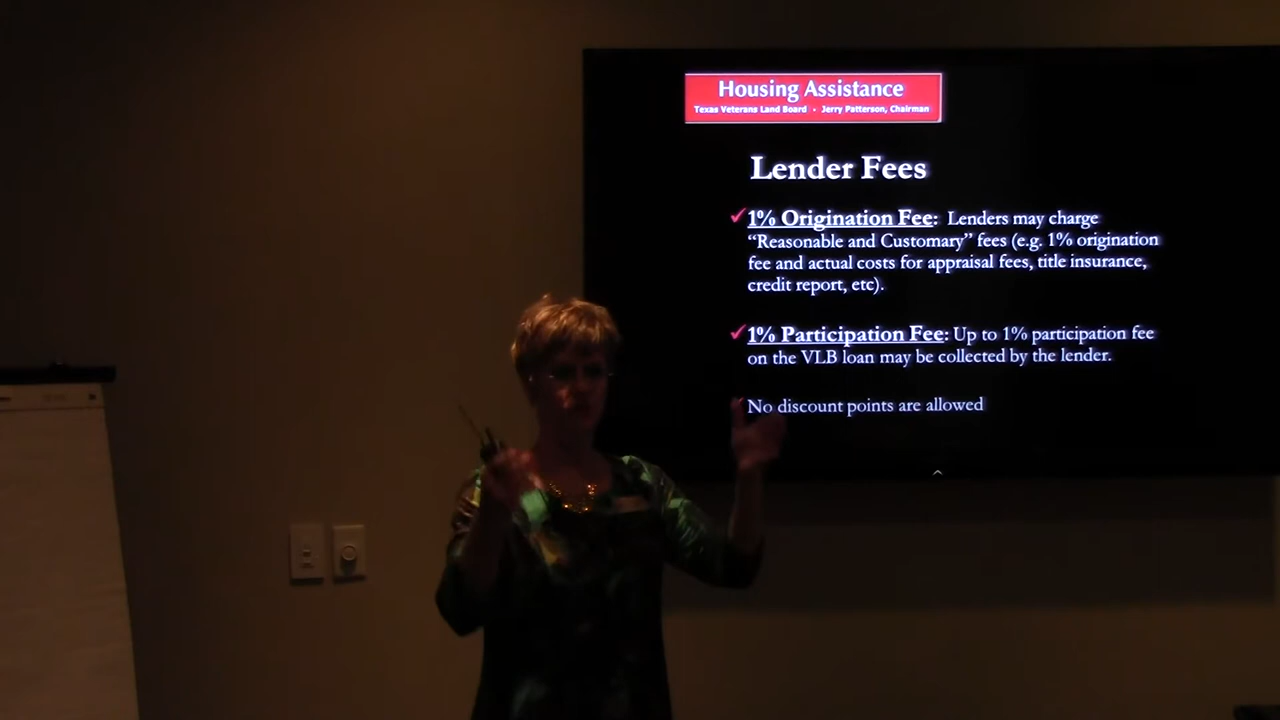 Housing Assistance
Texas Veterans Land Board • Jerry Patterson, Chairman
Lender Fees
✓1% Origination Fee: Lenders may charge
“Reasonable and Customary” fees (e.g. 1% origination
fee and actual costs for appraisal fees, title insurance,
credit report, etc).
✓1% Participation Fee: Up to 1% participation fee
on the VLB loan may be collected by the lender.
No discount points are allowed